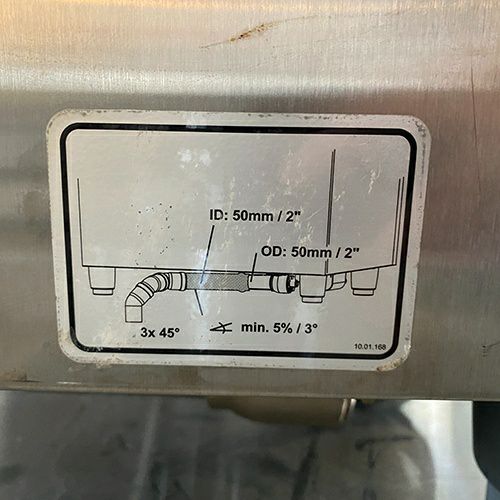 ID: 50mm / 2"
OD: 50mm / 2"
3x 45° ∡ min. 5% / 3°
10.01.168